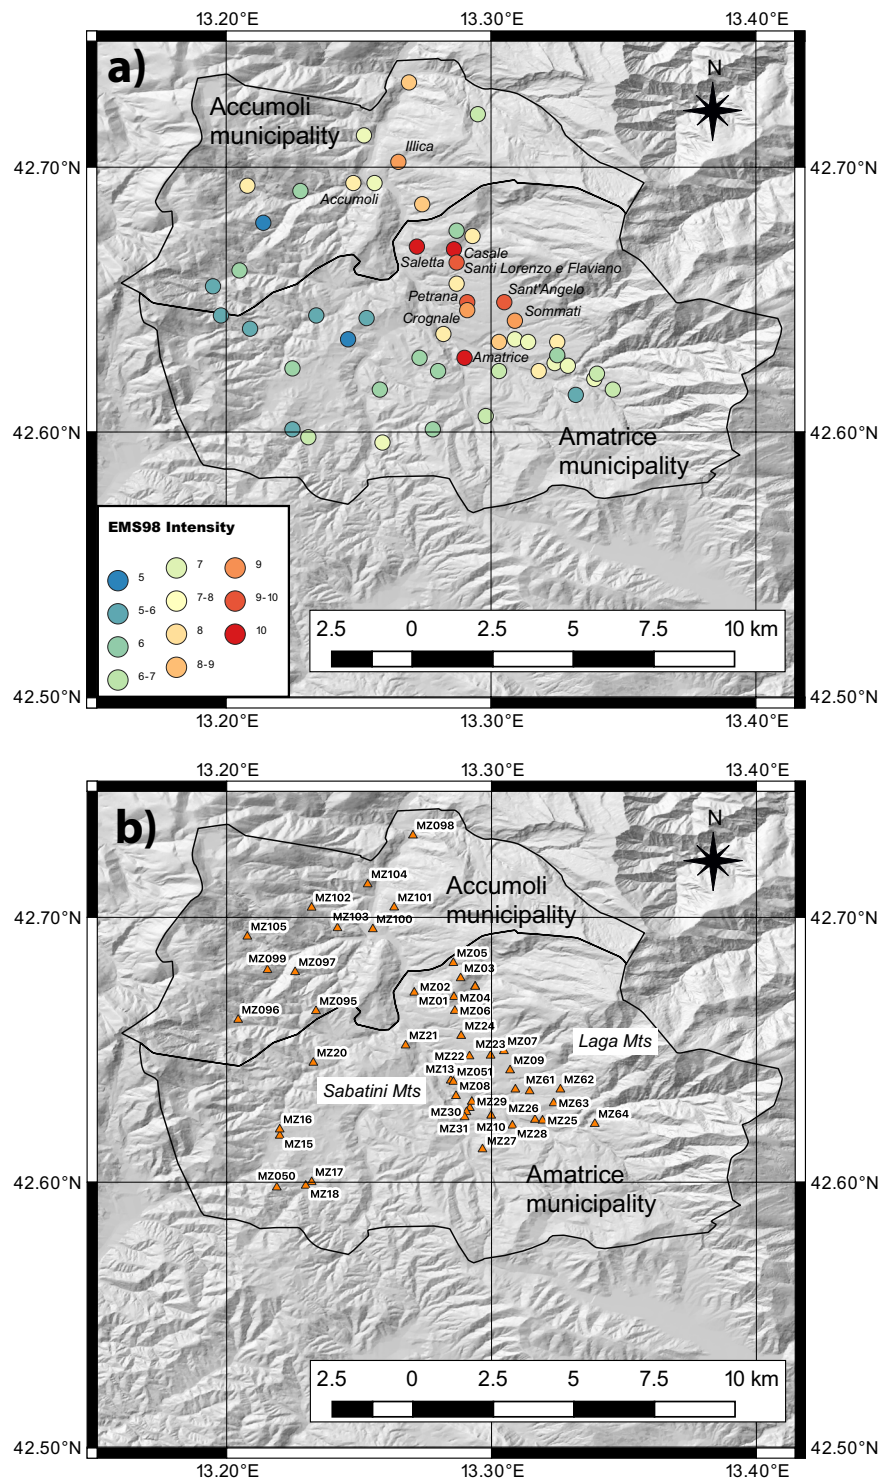 13.20°E 13.30°E 13.40°E
a)
N
Accumoli
municipality
Illica
42.70°N 42.70°N
Accumoli
Saletta
Casale
Santi Lorenzo e Flaviano
Petrana
Sant'Angelo
Crognale
Sommati
Amatrice
42.60°N 42.60°N
Amatrice
municipality
EMS98 Intensity
5
5-6
6
6-7
7
7-8
8
8-9
9
9-10
10
2.5 0 2.5 5 7.5 10 km
42.50°N 42.50°N
13.20°E 13.30°E 13.40°E
13.20°E 13.30°E 13.40°E
b)
N
MZ098
MZ104
Accumoli
municipality
MZ102
MZ101
42.70°N 42.70°N
MZ103
MZ100
MZ105
MZ099
MZ097
MZ05
MZ03
MZ02
MZ01
MZ04
MZ06
MZ096
MZ095
MZ24
MZ21
MZ23
MZ07
Laga Mts
MZ20
MZ22
MZ09
MZ13
MZ051
Sabatini Mts
MZ08
MZ61
MZ62
MZ29
MZ63
MZ30
MZ26
MZ64
MZ16
MZ25
MZ31
MZ10
MZ28
MZ15
MZ27
MZ050
MZ17
MZ18
42.60°N 42.60°N
Amatrice
municipality
2.5 0 2.5 5 7.5 10 km
42.50°N 42.50°N
13.20°E 13.30°E 13.40°E